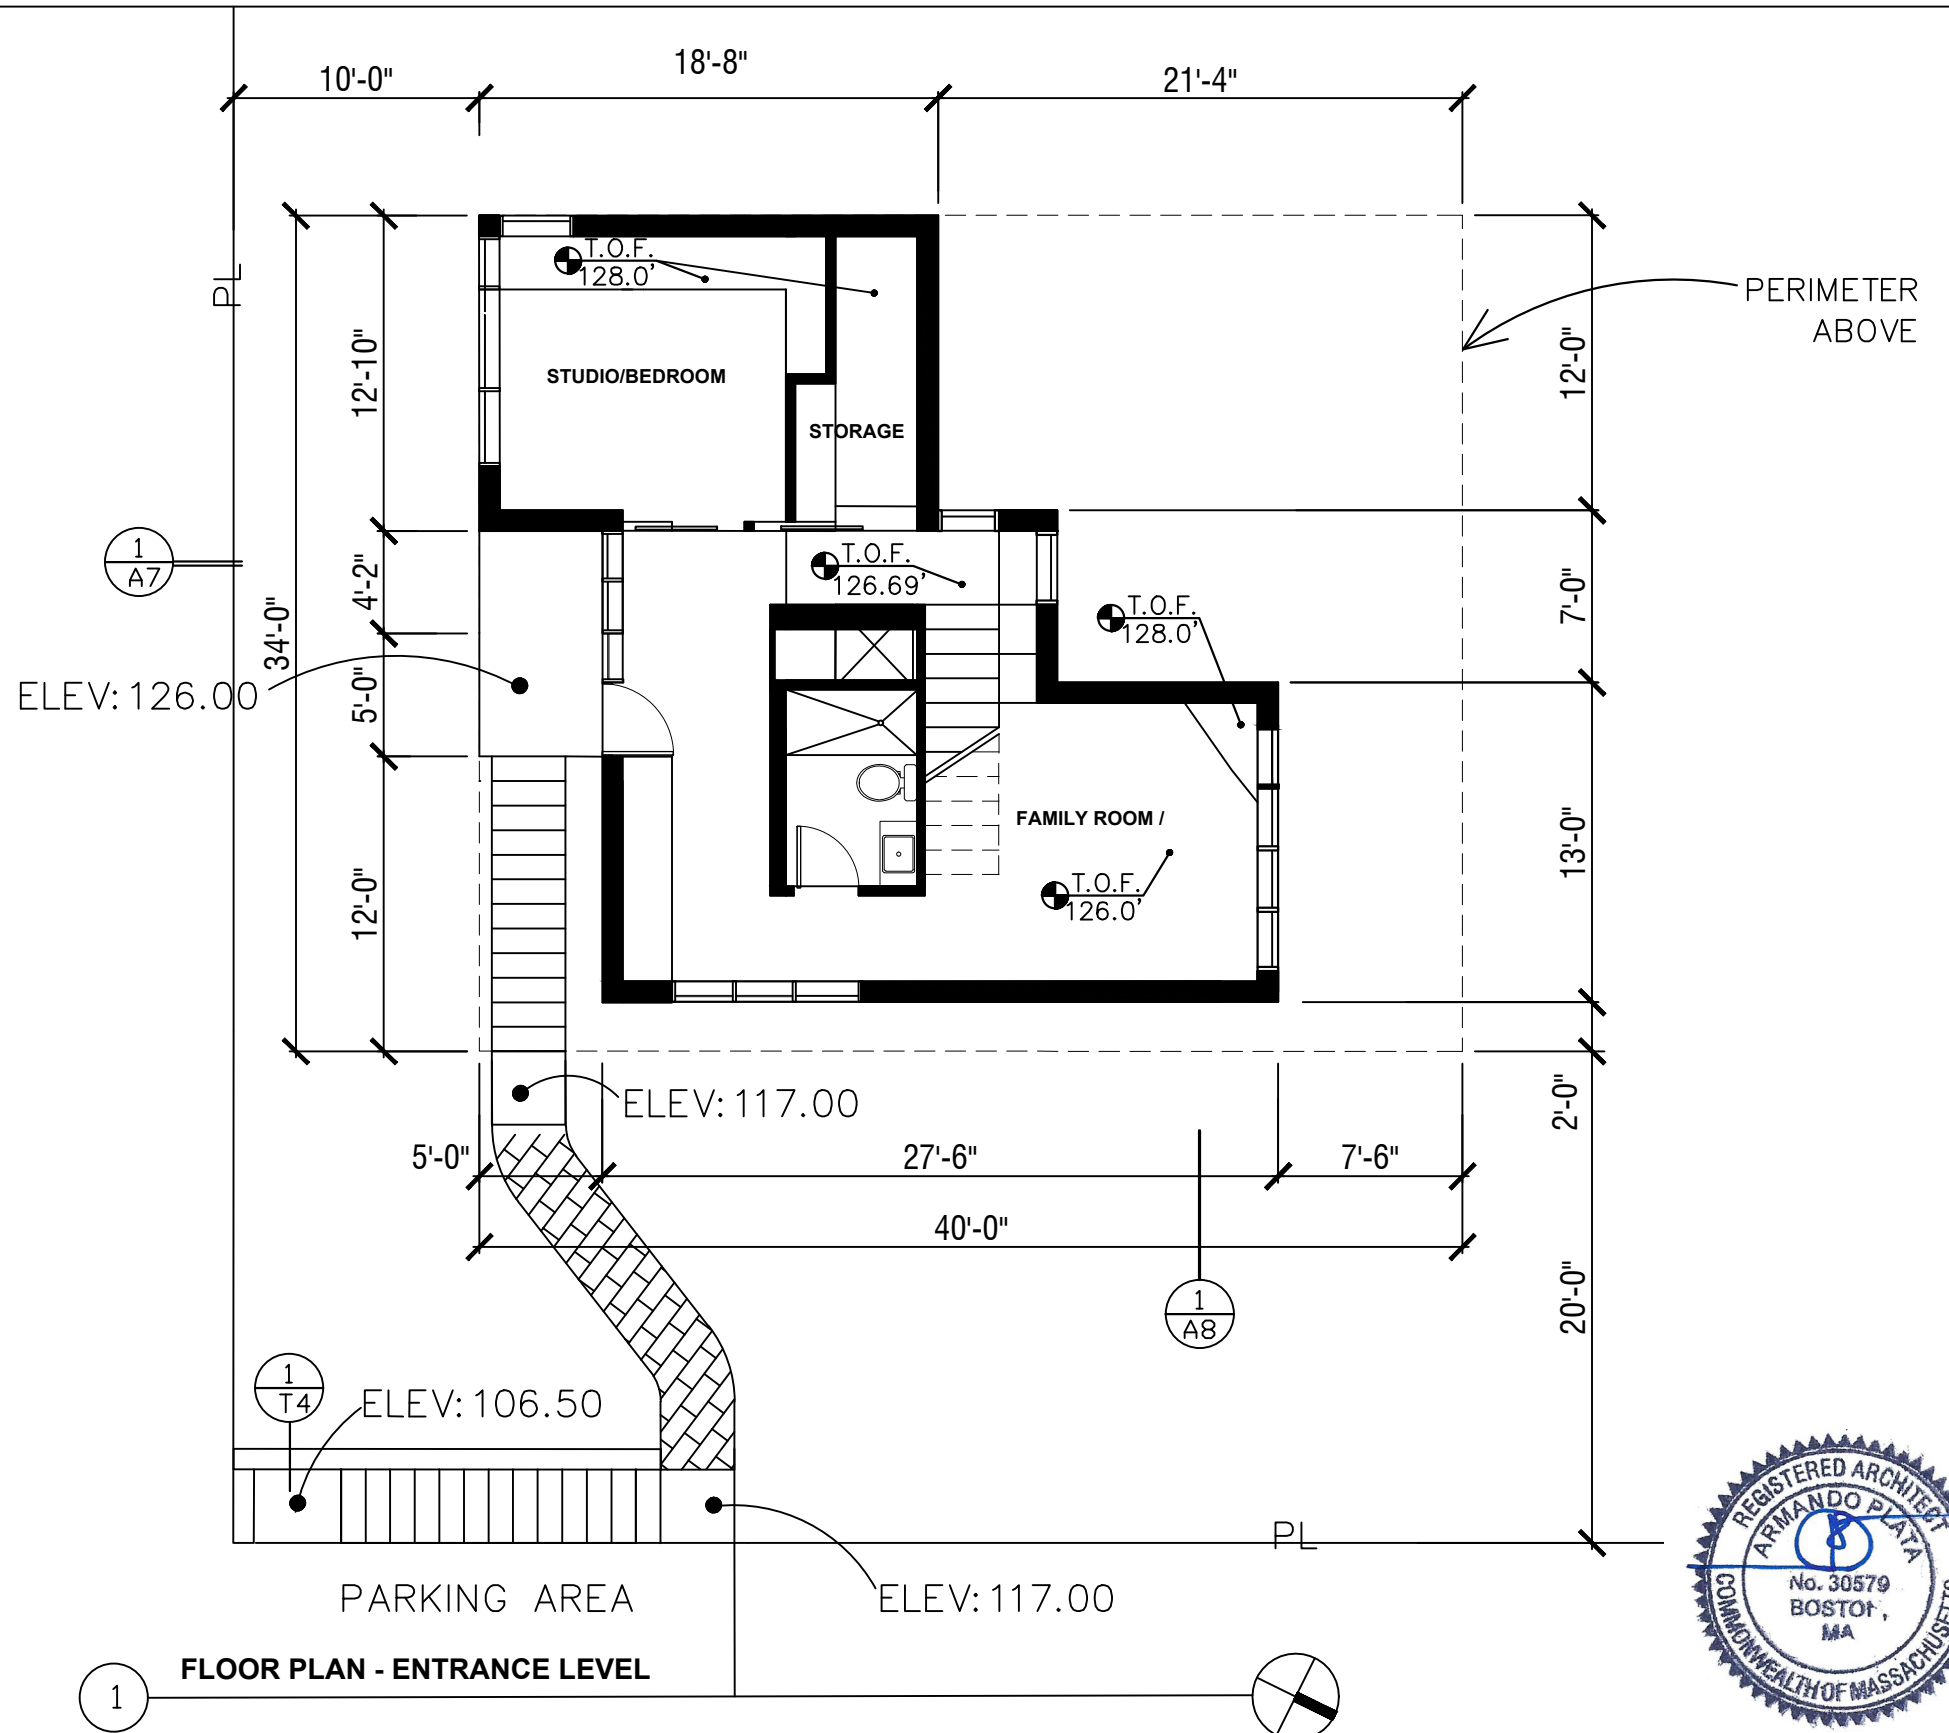 10'-0"
18'-8"
21'-4"
T.O.F.
128.0'
PL
PERIMETER
ABOVE
12'-10"
12'-0"
STUDIO/BEDROOM
STORAGE
1
A7
T.O.F.
126.69'
4'-2"
34'-0"
7'-0"
T.O.F.
128.0'
ELEV: 126.00
5'-0"
FAMILY ROOM /
13'-0"
12'-0"
T.O.F.
126.0'
ELEV: 117.00
2'-0"
5'-0"
27'-6"
7'-6"
40'-0"
20'-0"
1
A8
1
T4
ELEV: 106.50
PL
PARKING AREA
ELEV: 117.00
REGISTERED ARCHITECT
ARMANDO PLATA
No. 30579
BOSTON,
MA
COMMONWEALTH OF MASSACHUSETTS
1
FLOOR PLAN - ENTRANCE LEVEL